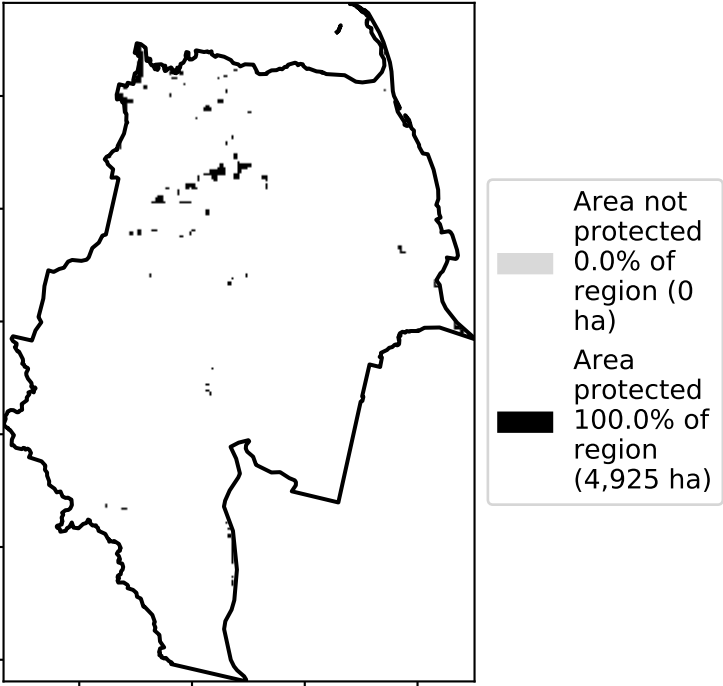 Area not
protected
0.0% of
region (0
ha)
Area
protected
100.0% of
region
(4,925 ha)